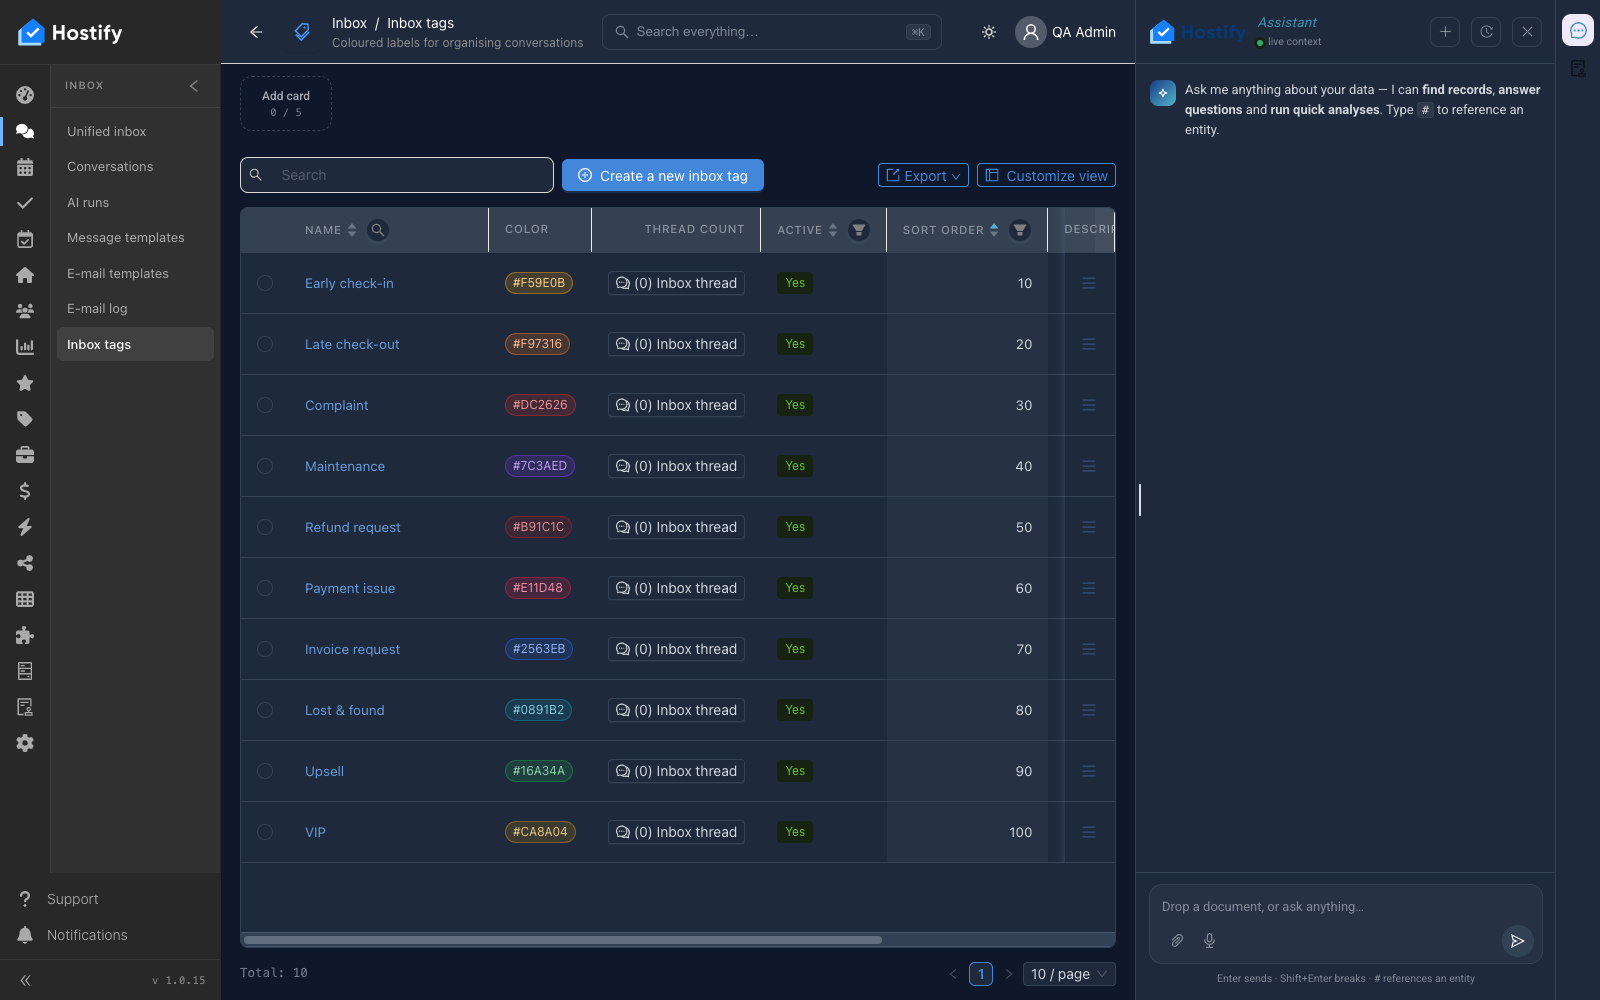 Hostify
INBOX
Unified inbox
Conversations
AI runs
Message templates
E-mail templates
E-mail log
Inbox tags
Support
Notifications
v 1.0.15
Inbox / Inbox tags
Coloured labels for organising conversations
Search everything...
⌘K
QA Admin
Add card
0 / 5
Search
Create a new inbox tag
Export
Customize view
NAME COLOR THREAD COUNT ACTIVE SORT ORDER DESCRIP
Early check-in #F59E0B (0) Inbox thread Yes 10
Late check-out #F97316 (0) Inbox thread Yes 20
Complaint #DC2626 (0) Inbox thread Yes 30
Maintenance #7C3AED (0) Inbox thread Yes 40
Refund request #B91C1C (0) Inbox thread Yes 50
Payment issue #E11D48 (0) Inbox thread Yes 60
Invoice request #2563EB (0) Inbox thread Yes 70
Lost & found #0891B2 (0) Inbox thread Yes 80
Upsell #16A34A (0) Inbox thread Yes 90
VIP #CA8A04 (0) Inbox thread Yes 100
Total: 10
1
10 / page
Hostify
Assistant
live context
Ask me anything about your data — I can find records, answer
questions and run quick analyses. Type # to reference an
entity.
Drop a document, or ask anything...
Enter sends · Shift+Enter breaks · # references an entity